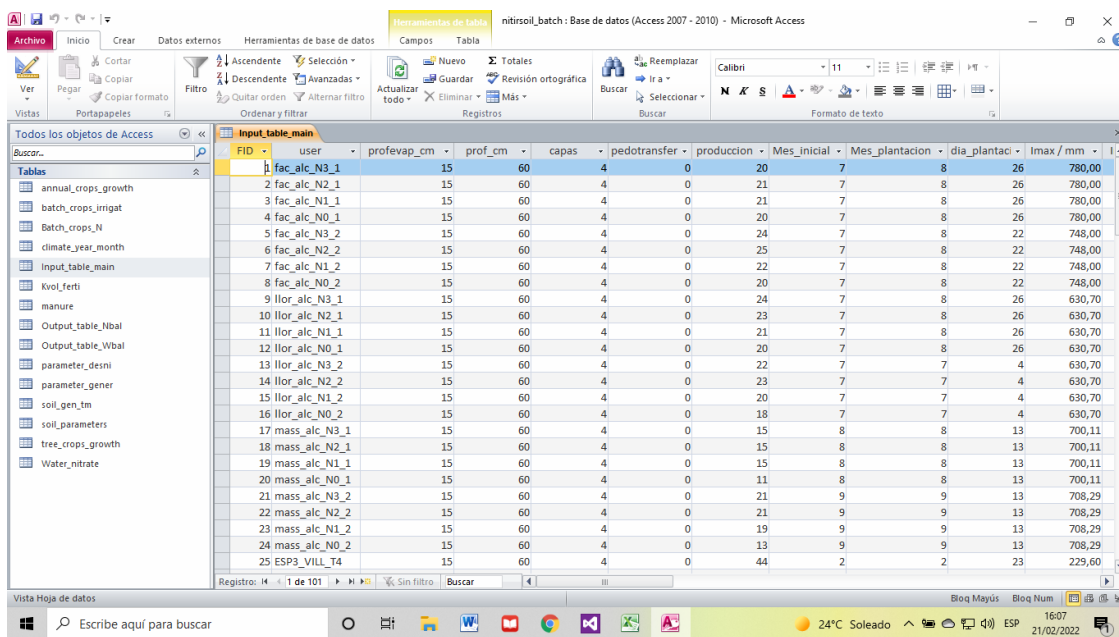 Herramientas de tabla nitirsoil_batch : Base de datos (Access 2007 - 2010) - Microsoft Access
Archivo Inicio Crear Datos externos Herramientas de base de datos Campos Tabla
Ver
Vistas
Pegar
Cortar
Copiar
Copiar formato
Portapapeles
Filtro
Ascendente
Descendente
Quitar orden
Selección
Avanzadas
Alternar filtro
Ordenar y filtrar
Actualizar todo
Nuevo
Guardar
Eliminar
Totales
Revisión ortográfica
Más
Registros
Buscar
Reemplazar
Ir a
Seleccionar
Buscar
Calibri 11
N K S A
Formato de texto
Todos los objetos de Access
Buscar...
Tablas
annual_crops_growth
batch_crops_irrigat
Batch_crops_N
climate_year_month
Input_table_main
Kvol_ferti
manure
Output_table_Nbal
Output_table_Wbal
parameter_desni
parameter_gener
soil_gen_tm
soil_parameters
tree_crops_growth
Water_nitrate
Input_table_main
FID user profevap_cm prof_cm capas pedotransfer produccion Mes_inicial Mes_plantacion dia_plantaci Imax / mm
1 fac_alc_N3_1 15 60 4 0 20 7 8 26 780,00
2 fac_alc_N2_1 15 60 4 0 21 7 8 26 780,00
3 fac_alc_N1_1 15 60 4 0 21 7 8 26 780,00
4 fac_alc_N0_1 15 60 4 0 20 7 8 26 780,00
5 fac_alc_N3_2 15 60 4 0 24 7 8 22 748,00
6 fac_alc_N2_2 15 60 4 0 25 7 8 22 748,00
7 fac_alc_N1_2 15 60 4 0 22 7 8 22 748,00
8 fac_alc_N0_2 15 60 4 0 20 7 8 22 748,00
9 llor_alc_N3_1 15 60 4 0 24 7 8 26 630,70
10 llor_alc_N2_1 15 60 4 0 23 7 8 26 630,70
11 llor_alc_N1_1 15 60 4 0 21 7 8 26 630,70
12 llor_alc_N0_1 15 60 4 0 20 7 8 26 630,70
13 llor_alc_N3_2 15 60 4 0 22 7 7 4 630,70
14 llor_alc_N2_2 15 60 4 0 23 7 7 4 630,70
15 llor_alc_N1_2 15 60 4 0 20 7 7 4 630,70
16 llor_alc_N0_2 15 60 4 0 18 7 7 4 630,70
17 mass_alc_N3_1 15 60 4 0 15 8 8 13 700,11
18 mass_alc_N2_1 15 60 4 0 15 8 8 13 700,11
19 mass_alc_N1_1 15 60 4 0 15 8 8 13 700,11
20 mass_alc_N0_1 15 60 4 0 11 8 8 13 700,11
21 mass_alc_N3_2 15 60 4 0 21 9 9 13 708,29
22 mass_alc_N2_2 15 60 4 0 21 9 9 13 708,29
23 mass_alc_N1_2 15 60 4 0 19 9 9 13 708,29
24 mass_alc_N0_2 15 60 4 0 13 9 9 13 708,29
25 ESP3_VILL_T4 15 60 4 0 44 2 2 23 229,60
Registro: 1 de 101 Sin filtro Buscar
Vista Hoja de datos Bloq Mayús Bloq Num
Escribe aquí para buscar 24°C Soleado ESP 16:07
21/02/2022